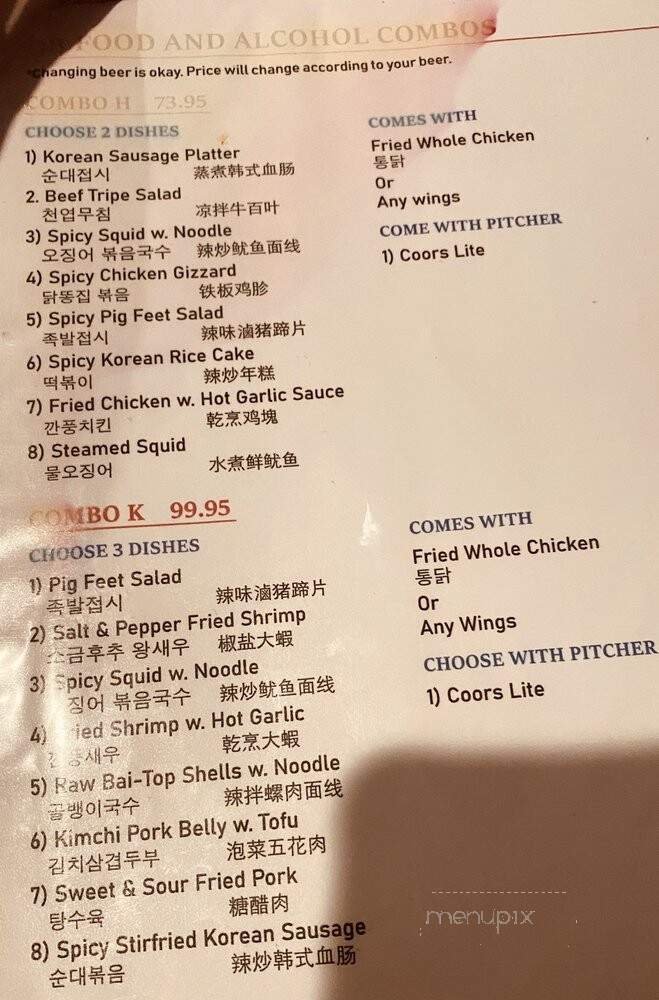 FOOD AND ALCOHOL COMBOS
*Changing beer is okay. Price will change according to your beer.
COMBO H 73.95
CHOOSE 2 DISHES
1) Korean Sausage Platter
순대접시 蒸煮韩式血肠
2. Beef Tripe Salad
천엽무침 凉拌牛百叶
3) Spicy Squid w. Noodle
오징어 볶음국수 辣炒鱿鱼面线
4) Spicy Chicken Gizzard
닭똥집 볶음 铁板鸡胗
5) Spicy Pig Feet Salad
족발접시 辣味滷猪蹄片
6) Spicy Korean Rice Cake
떡볶이 辣炒年糕
7) Fried Chicken w. Hot Garlic Sauce
깐풍치킨 乾烹鸡塊
8) Steamed Squid
물오징어 水煮鲜鱿鱼
COMES WITH
Fried Whole Chicken
통닭
Or
Any wings
COME WITH PITCHER
1) Coors Lite
COMBO K 99.95
CHOOSE 3 DISHES
1) Pig Feet Salad
족발접시 辣味滷猪蹄片
2) Salt & Pepper Fried Shrimp
소금후추 왕새우 椒盐大蝦
3) Spicy Squid w. Noodle
징어 볶음국수 辣炒鱿鱼面线
4) Fried Shrimp w. Hot Garlic
깐풍새우 乾烹大蝦
5) Raw Bai-Top Shells w. Noodle
골뱅이국수 辣拌螺肉面线
6) Kimchi Pork Belly w. Tofu
김치삼겹두부 泡菜五花肉
7) Sweet & Sour Fried Pork
탕수육 糖醋肉
8) Spicy Stirfried Korean Sausage
순대볶음 辣炒韩式血肠
COMES WITH
Fried Whole Chicken
통닭
Or
Any Wings
CHOOSE WITH PITCHER
1) Coors Lite
menupix